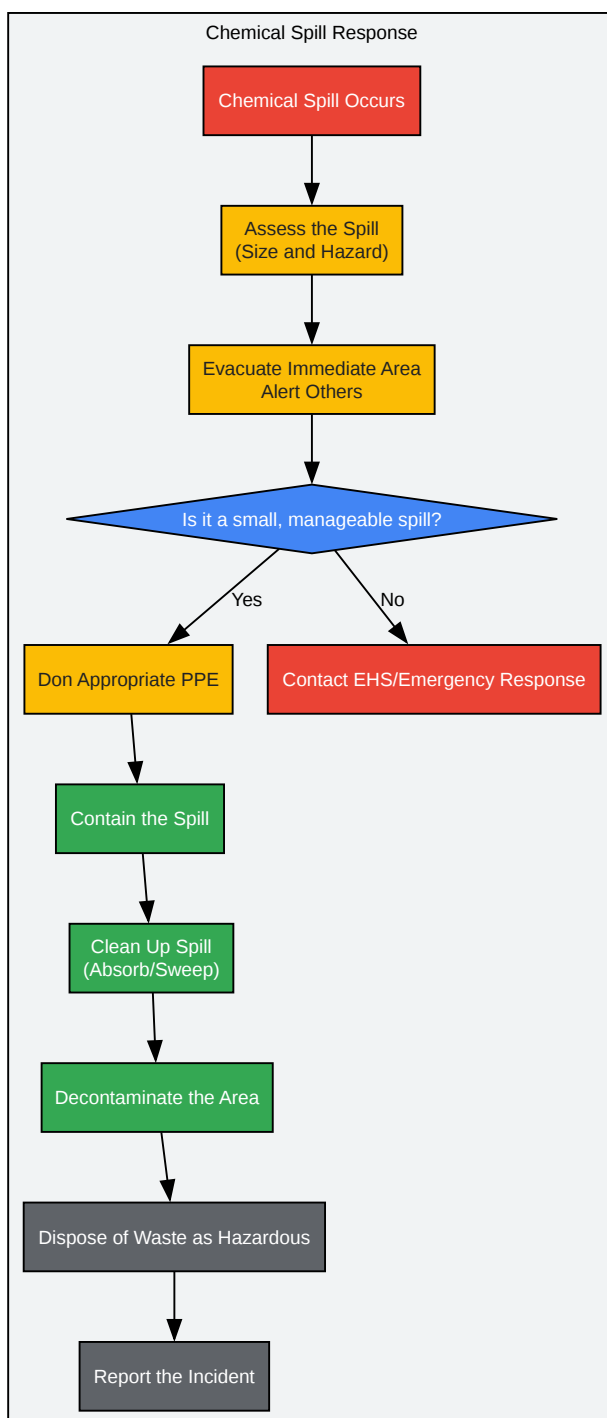 Chemical Spill Response
Chemical Spill Occurs
Assess the Spill
(Size and Hazard)
Evacuate Immediate Area
Alert Others
Is it a small, manageable spill?
Yes
No
Don Appropriate PPE
Contact EHS/Emergency Response
Contain the Spill
Clean Up Spill
(Absorb/Sweep)
Decontaminate the Area
Dispose of Waste as Hazardous
Report the Incident